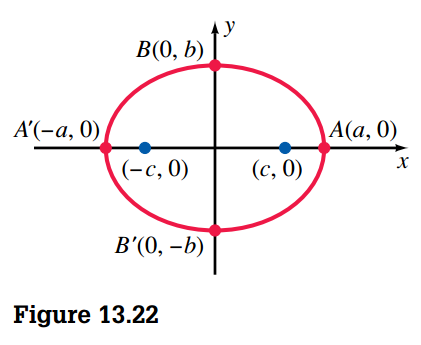 y
B(0, b)
A′(−a, 0)
A(a, 0)
x
(−c, 0)
(c, 0)
B′(0, −b)
Figure 13.22